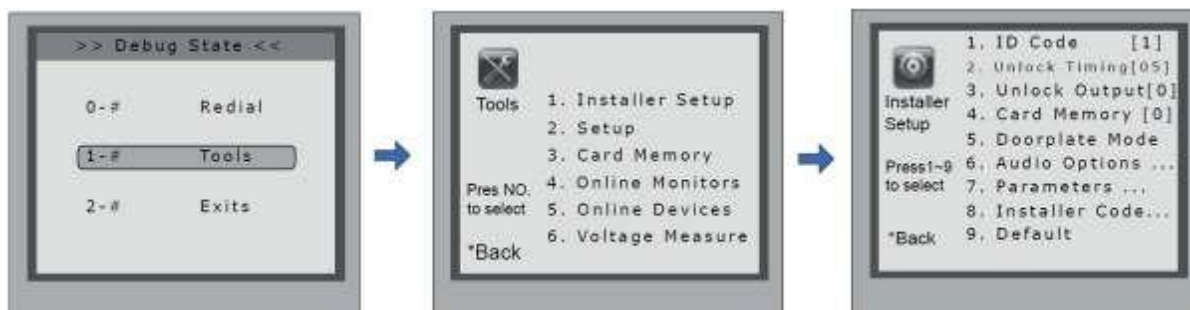 >> Debug State <<
0-# Redial
1-# Tools
2-# Exits
Tools
1. Installer Setup
2. Setup
3. Card Memory
4. Online Monitors
5. Online Devices
6. Voltage Measure
Pres NO.
to select
*Back
Installer
Setup
1. ID Code [1]
2. Unlock Timing[05]
3. Unlock Output[0]
4. Card Memory [0]
5. Doorplate Mode
6. Audio Options ...
7. Parameters ...
8. Installer Code...
9. Default
Press1~9
to select
*Back